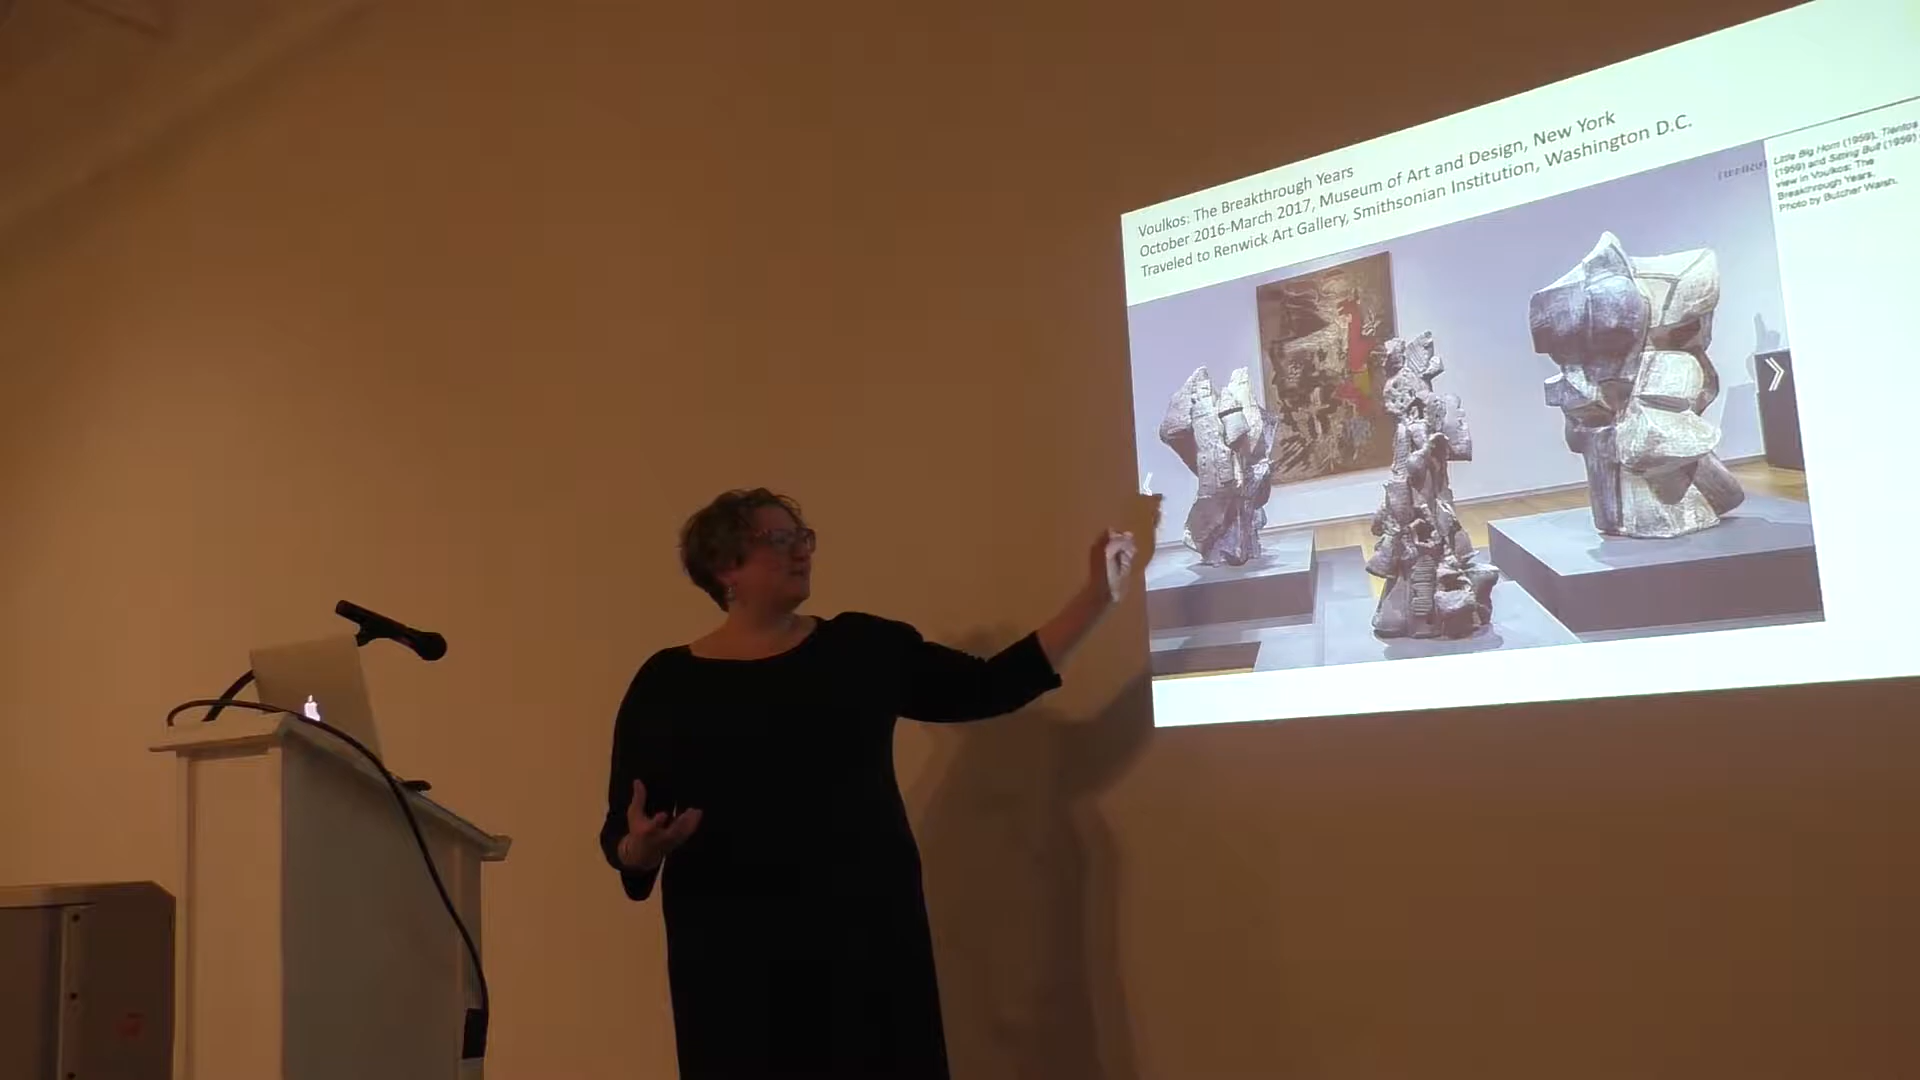 Voulkos: The Breakthrough Years
October 2016-March 2017, Museum of Art and Design, New York
Traveled to Renwick Art Gallery, Smithsonian Institution, Washington D.C.
Little Big Horn (1959), Tientos
(1959) and Sitting Bull (1959)
view in Voulkos: The
Breakthrough Years.
Photo by Butcher Walsh.